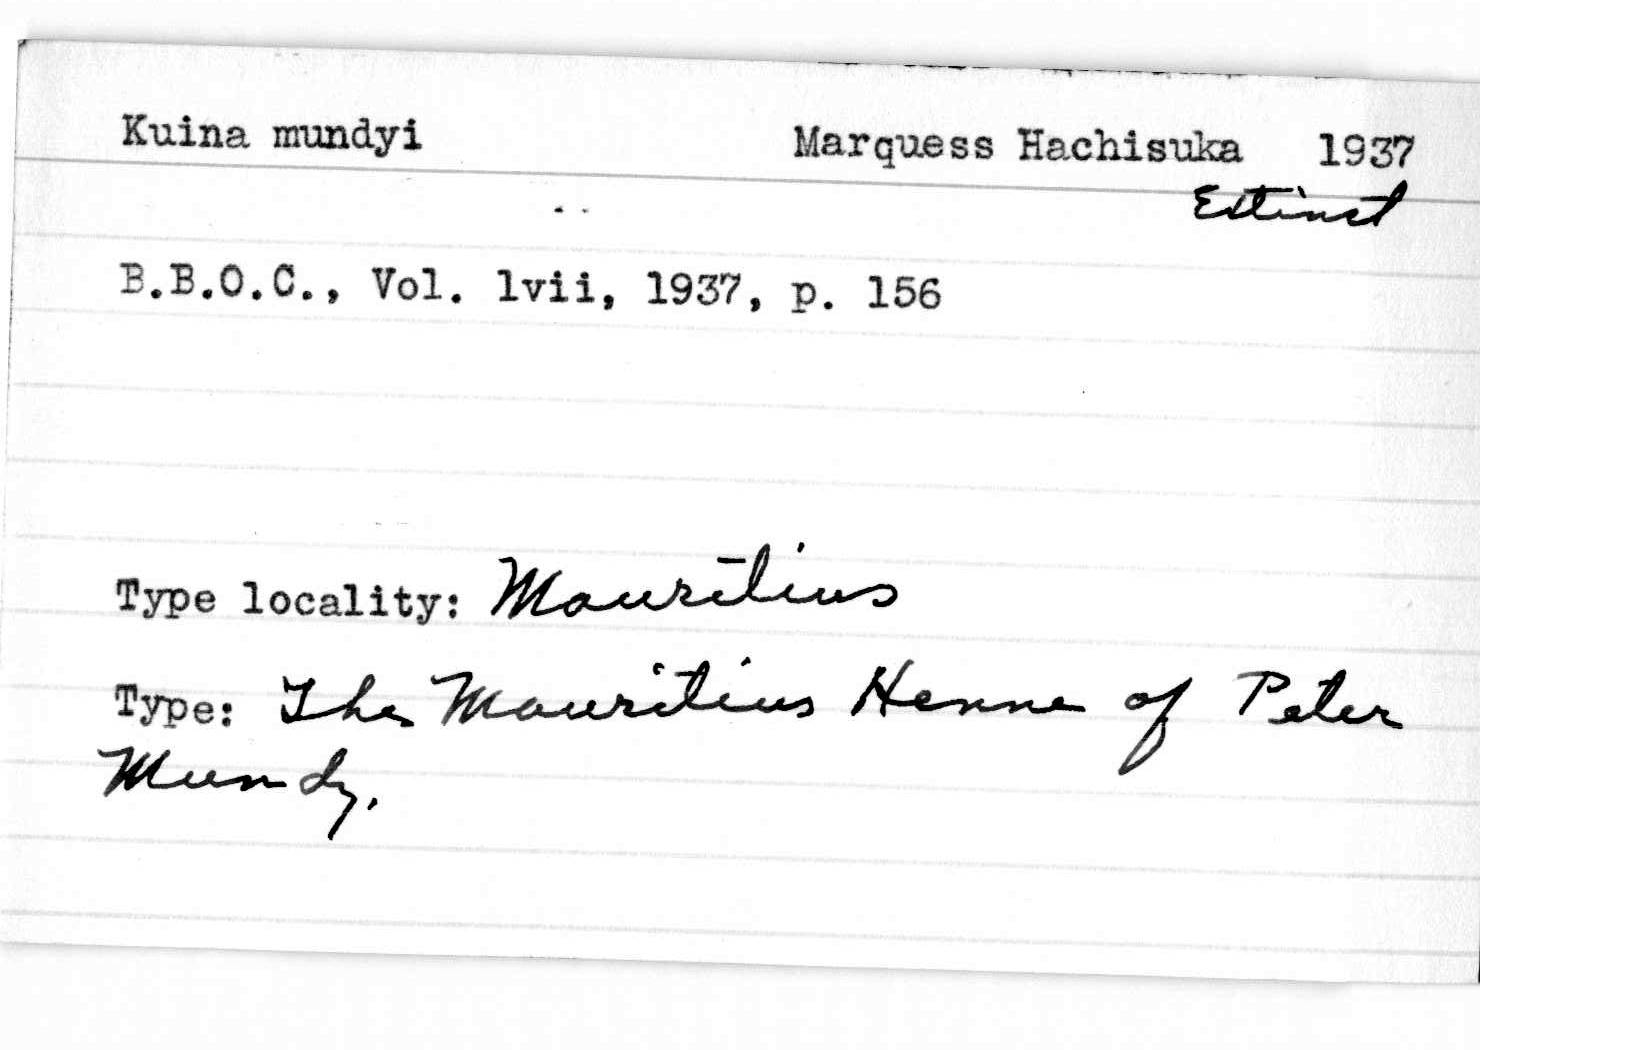 Kuina mundyi Marquess Hachisuka 1937
Extinct
B.B.O.C., Vol. lvii, 1937, p. 156
Type locality: Mauritius
Type: The Mauritius Henne of Peter
Mundy.